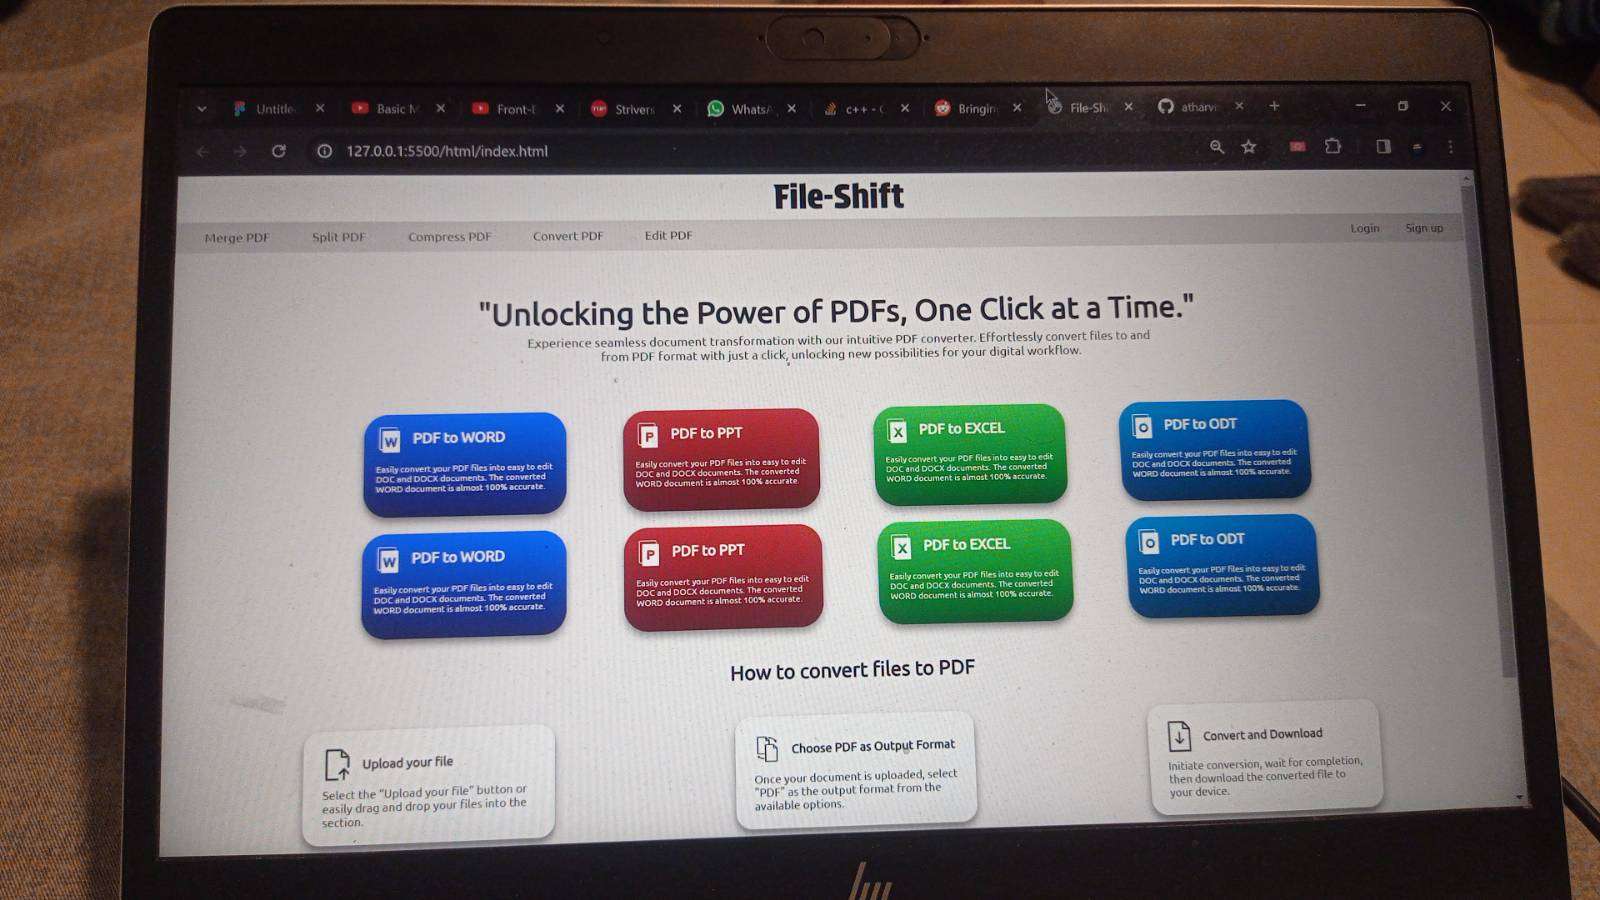 Untitle
Basic M
Front-E
Strivers
WhatsA
c++ - C
Bringin
File-Sh
atharv
127.0.0.1:5500/html/index.html
File-Shift
Merge PDF
Split PDF
Compress PDF
Convert PDF
Edit PDF
Login
Sign up
"Unlocking the Power of PDFs, One Click at a Time."
Experience seamless document transformation with our intuitive PDF converter. Effortlessly convert files to and
from PDF format with just a click, unlocking new possibilities for your digital workflow.
W
PDF to WORD
Easily convert your PDF files into easy to edit
DOC and DOCX documents. The converted
WORD document is almost 100% accurate.
P
PDF to PPT
Easily convert your PDF files into easy to edit
DOC and DOCX documents. The converted
WORD document is almost 100% accurate.
X
PDF to EXCEL
Easily convert your PDF files into easy to edit
DOC and DOCX documents. The converted
WORD document is almost 100% accurate.
O
PDF to ODT
Easily convert your PDF files into easy to edit
DOC and DOCX documents. The converted
WORD document is almost 100% accurate.
W
PDF to WORD
Easily convert your PDF files into easy to edit
DOC and DOCX documents. The converted
WORD document is almost 100% accurate.
P
PDF to PPT
Easily convert your PDF files into easy to edit
DOC and DOCX documents. The converted
WORD document is almost 100% accurate.
X
PDF to EXCEL
Easily convert your PDF files into easy to edit
DOC and DOCX documents. The converted
WORD document is almost 100% accurate.
O
PDF to ODT
Easily convert your PDF files into easy to edit
DOC and DOCX documents. The converted
WORD document is almost 100% accurate.
How to convert files to PDF
Upload your file
Select the "Upload your file" button or
easily drag and drop your files into the
section.
Choose PDF as Output Format
Once your document is uploaded, select
"PDF" as the output format from the
available options.
Convert and Download
Initiate conversion, wait for completion,
then download the converted file to
your device.
hp